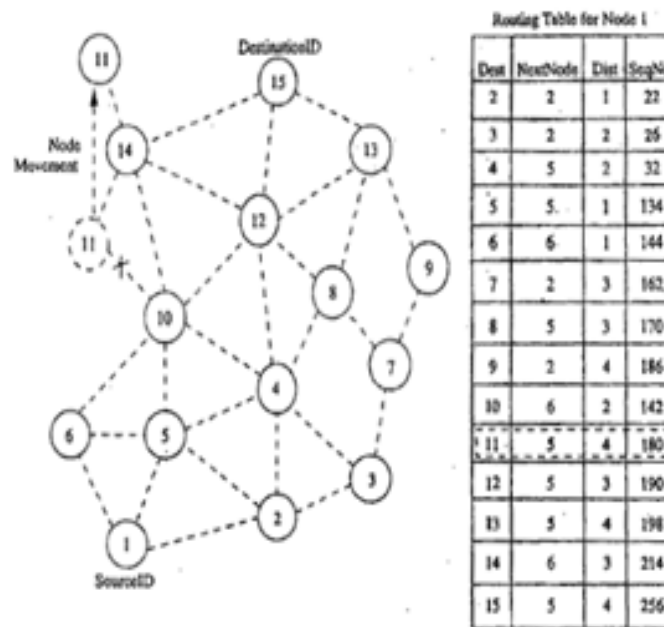 Routing Table for Node 1
11
DestinationID
15
Dest NextNode Dist SeqNo
2 2 1 22
3 2 2 26
4 5 2 32
5 5 1 134
6 6 1 144
7 2 3 162
8 5 3 170
9 2 4 186
10 6 2 142
11 5 4 180
12 5 3 190
13 5 4 198
14 6 3 214
15 5 4 256
Node
Movement
14
13
12
11
9
8
10
7
4
6
5
3
2
1
SourceID